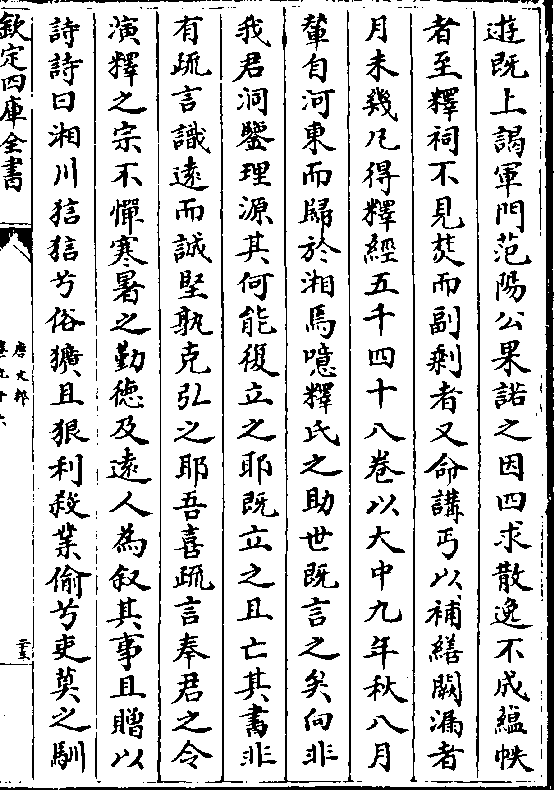 遊既上謁軍門范陽公果諾之因四求散逸不成蘊帙
者至釋祠不見焚而副剩者又命講丐以補繕闕漏者
月未幾凡得釋經五千四十八卷以大中九年秋八月
輦自河東而歸於湘焉噫釋氏之助世既言之矣向非
我君洞鑒理源其何能復立之耶既立之且亡其書非
有疏言識遠而誠堅孰克弘之耶吾喜疏言奉君之令
演釋之宗不憚寒暑之勤德及遠人為叙其事且贈以
詩詩曰湘川狺狺兮俗獷且狠利殺業偷兮吏莫之馴
欽定四庫全書
唐文粹
卷九十六